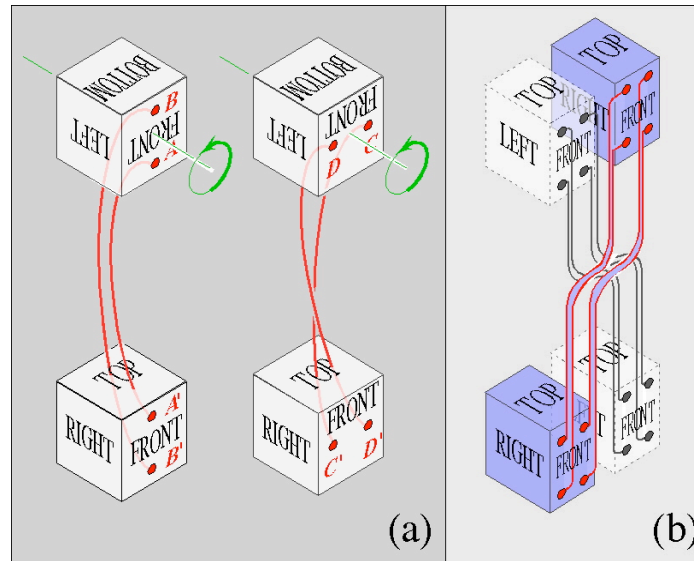 BOTTOM
LEFT
FRONT
B
A
BOTTOM
LEFT
FRONT
D
C
TOP
RIGHT
FRONT
A'
B'
TOP
RIGHT
FRONT
C'
D'
(a)
TOP
RIGHT
FRONT
TOP
LEFT
FRONT
TOP
RIGHT
FRONT
TOP
FRONT
(b)